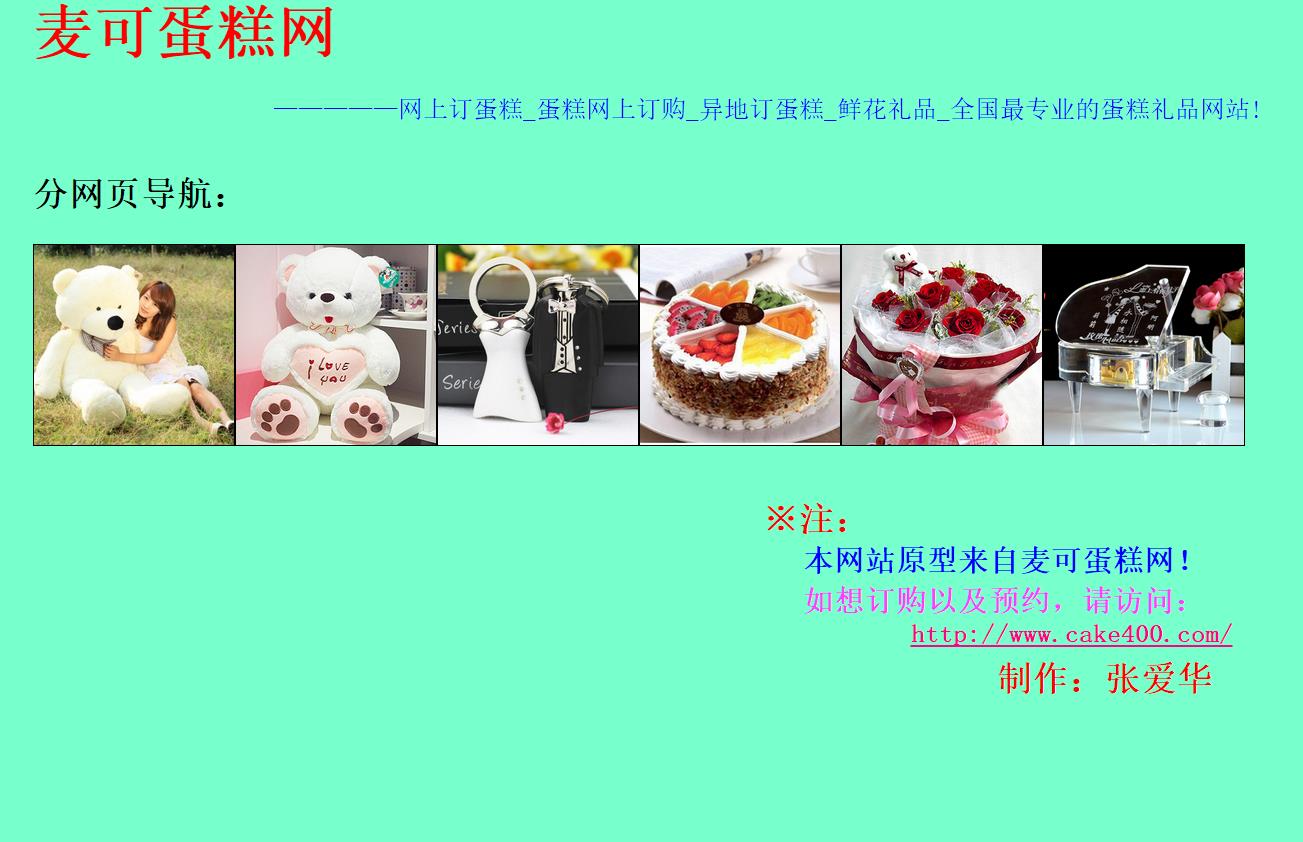 麦可蛋糕网
—————网上订蛋糕_蛋糕网上订购_异地订蛋糕_鲜花礼品_全国最专业的蛋糕礼品网站!
分网页导航：
I LOVE
you
Series
Serie
※注：
本网站原型来自麦可蛋糕网！
如想订购以及预约，请访问：
http://www.cake400.com/
制作：张爱华